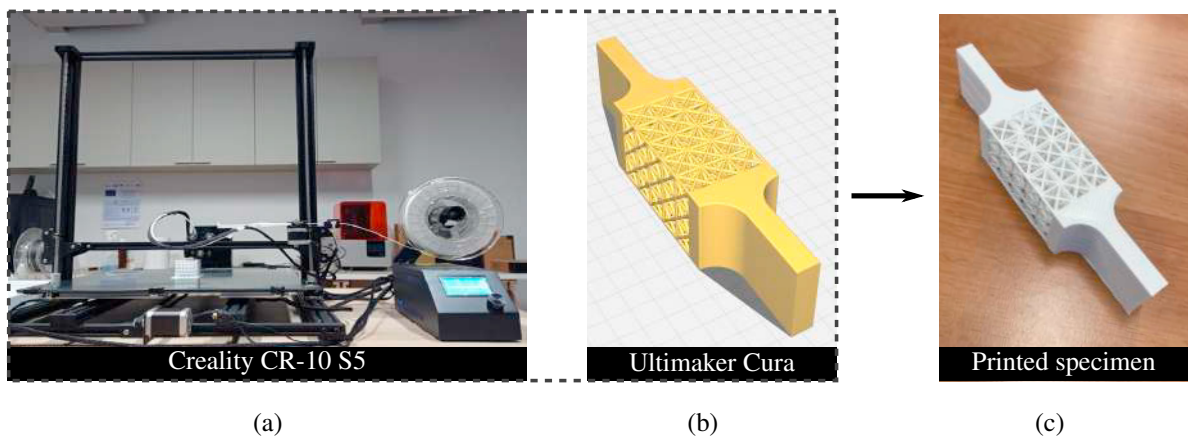 Creality CR-10 S5
Ultimaker Cura
Printed specimen
(a)
(b)
(c)